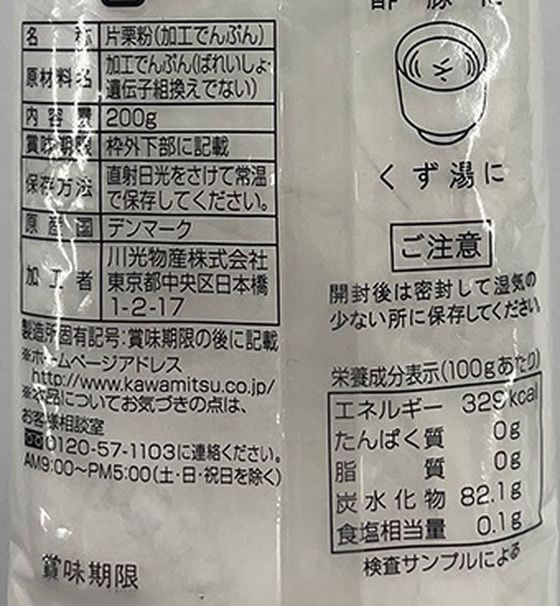 名称 片栗粉(加工でんぷん)
原材料名 加工でんぷん(ばれいしょ・
遺伝子組換えでない)
内容量 200g
賞味期限 枠外下部に記載
保存方法 直射日光をさけて常温
で保存してください。
原産国 デンマーク
加工者 川光物産株式会社
東京都中央区日本橋
1-2-17
製造所固有記号:賞味期限の後に記載
※ホームページアドレス
http://www.kawamitsu.co.jp/
※本品についてお気づきの点は、
お客様相談室
0120-57-1103に連絡ください。
AM9:00~PM5:00(土・日・祝日を除く)
賞味期限
酢豚に
くず湯に
ご注意
開封後は密封して湿気の
少ない所に保存してください。
栄養成分表示(100gあたり)
エネルギー 329kcal
たんぱく質 0g
脂質 0g
炭水化物 82.1g
食塩相当量 0.1g
検査サンプルによる